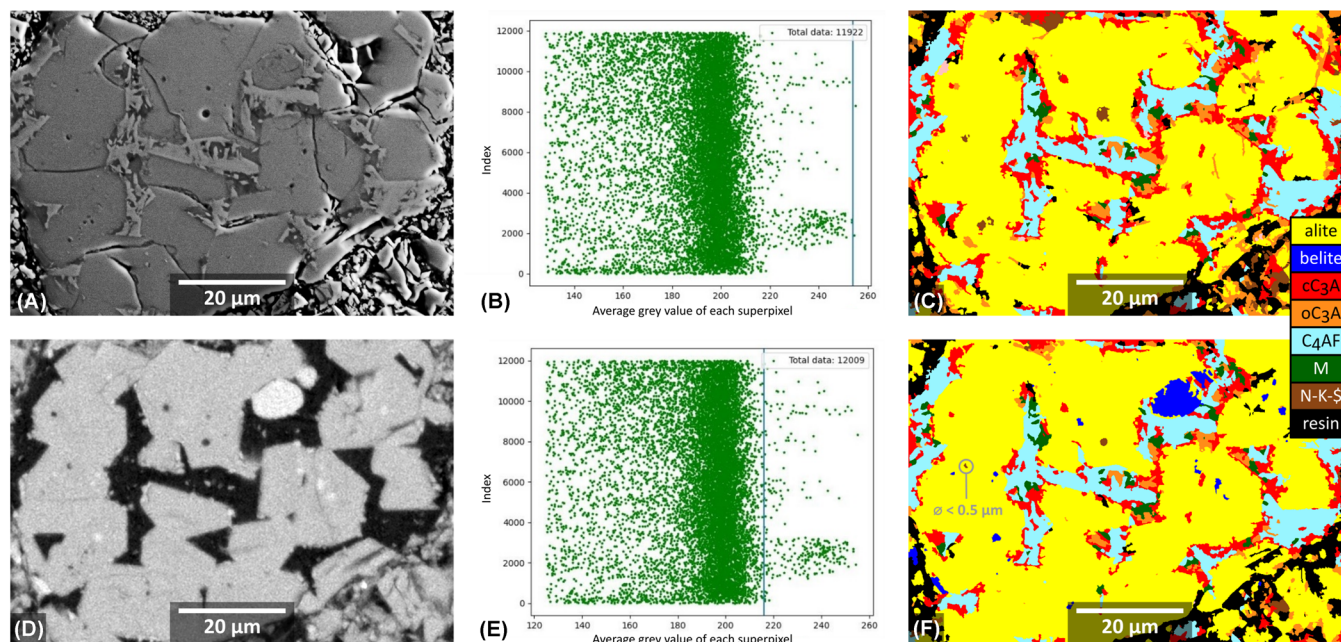 (A)
20 µm
12000
10000
8000
6000
4000
2000
0
Index
Total data: 11922
120
140
160
180
200
220
240
260
Average grey value of each superpixel
(B)
(C)
20 µm
alite
belite
cC3A
oC3A
C4AF
M
N-K-$
resin
(D)
20 µm
12000
10000
8000
6000
4000
2000
0
Index
Total data: 12009
120
140
160
180
200
220
240
260
Average grey value of each superpixel
(E)
⌀ < 0.5 µm
(F)
20 µm